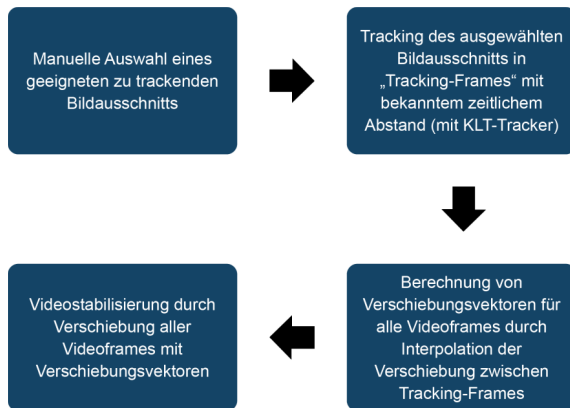 Manuelle Auswahl eines
geeigneten zu trackenden
Bildausschnitts
Tracking des ausgewählten
Bildausschnitts in
„Tracking-Frames“ mit
bekanntem zeitlichem
Abstand (mit KLT-Tracker)
Berechnung von
Verschiebungsvektoren für
alle Videoframes durch
Interpolation der
Verschiebung zwischen
Tracking-Frames
Videostabilisierung durch
Verschiebung aller
Videoframes mit
Verschiebungsvektoren